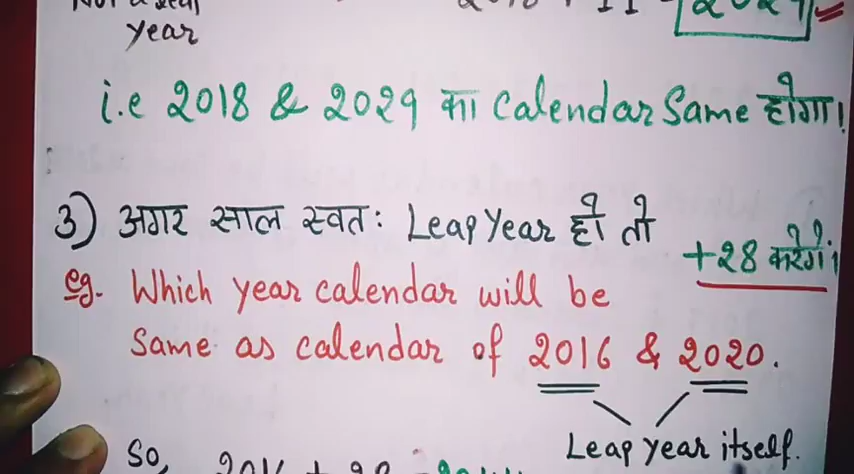 year
i.e 2018 & 2029 का Calendar Same होगा!
3) अगर साल स्वतः Leap Year हो तो
+28 करेगें।
eg. Which year calendar will be
Same as calendar of 2016 & 2020.
Leap year itself.
So,